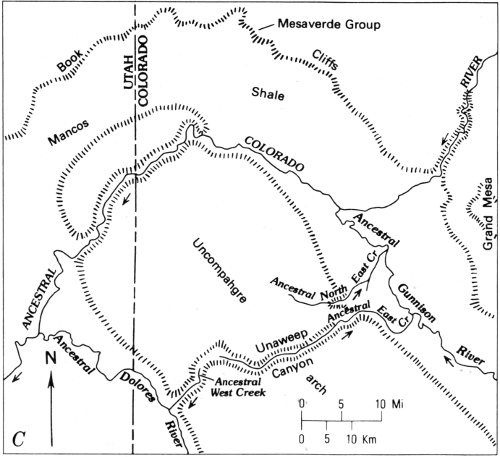 Mesaverde Group
Book
Cliffs
UTAH
COLORADO
RIVER
Shale
Mancos
COLORADO
Grand Mesa
Ancestral
Uncompahgre
East Cr
Ancestral North
ANCESTRAL
Gunnison
Ancestral
East Cr
Unaweep
N
Ancestral
Canyon
River
Dolores
Ancestral
West Creek
arch
0 5 10 Mi
River
C
0 5 10 Km